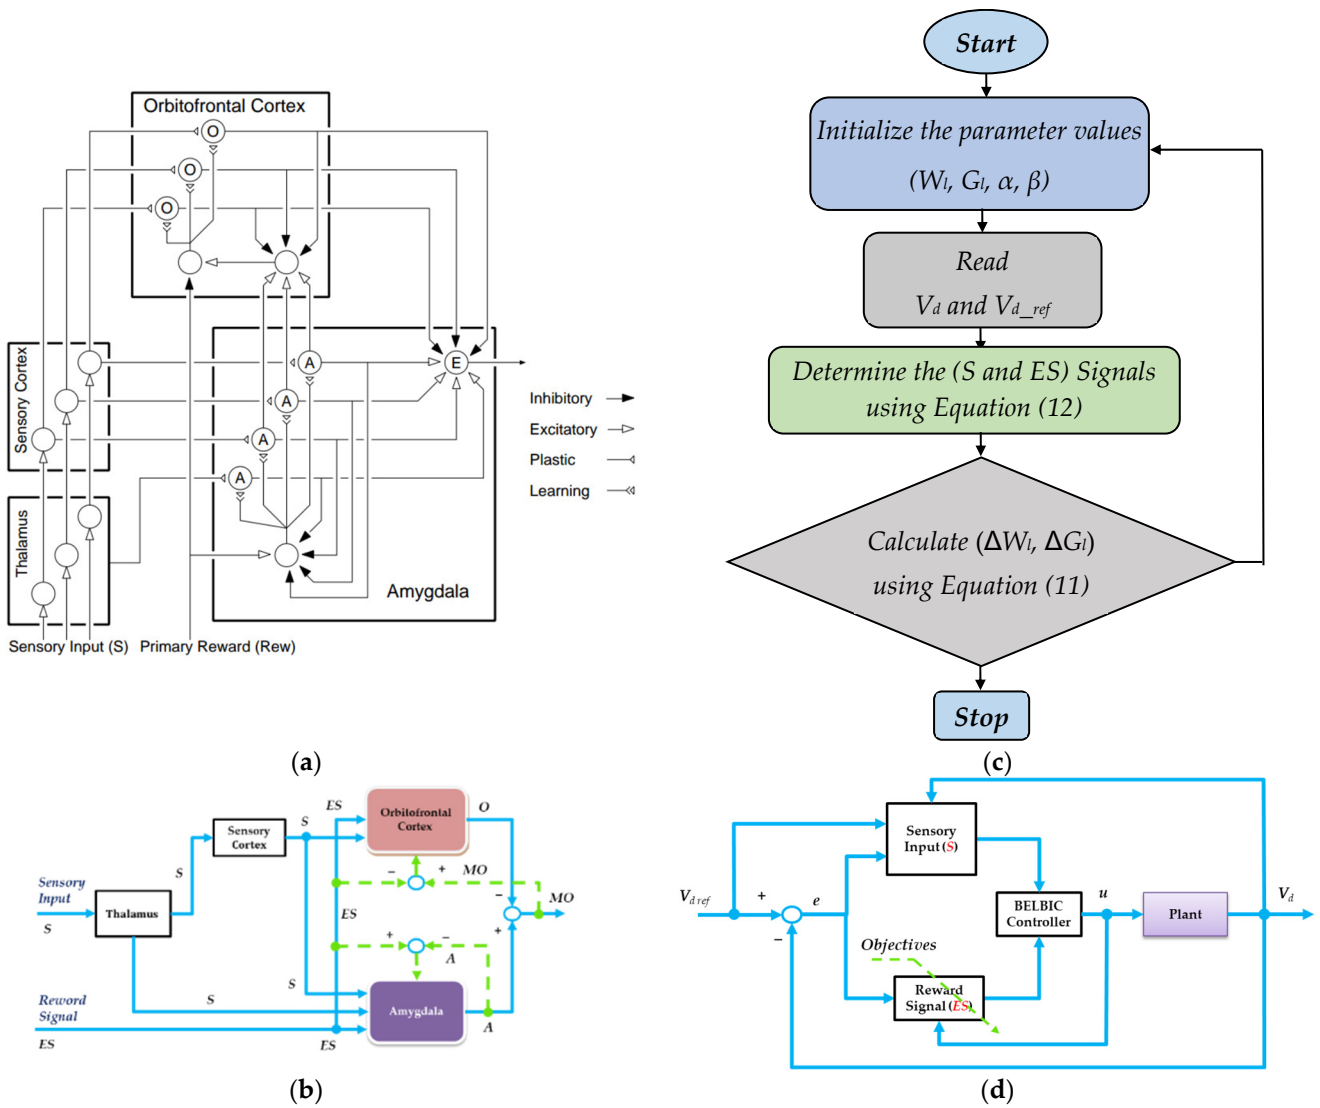 Orbitofrontal Cortex
O
O
O
Sensory Cortex
A
E
A
A
A
Thalamus
Amygdala
Sensory Input (S) Primary Reward (Rew)
Inhibitory
Excitatory
Plastic
Learning
(a)
Start
Initialize the parameter values
(Wl, Gl, α, β)
Read
Vd and Vd_ref
Determine the (S and ES) Signals
using Equation (12)
Calculate (ΔWl, ΔGl)
using Equation (11)
Stop
(c)
Sensory
Input
S
Thalamus
S
Sensory
Cortex
S
ES
Orbitofrontal
Cortex
O
− + MO
−
MO
ES
+ −
A
+
S
S
Amygdala
A
Reword
Signal
ES
ES
(b)
Vd ref
+
−
e
Sensory
Input (S)
BELBIC
Controller
u
Plant
Vd
Objectives
Reward
Signal (ES)
(d)